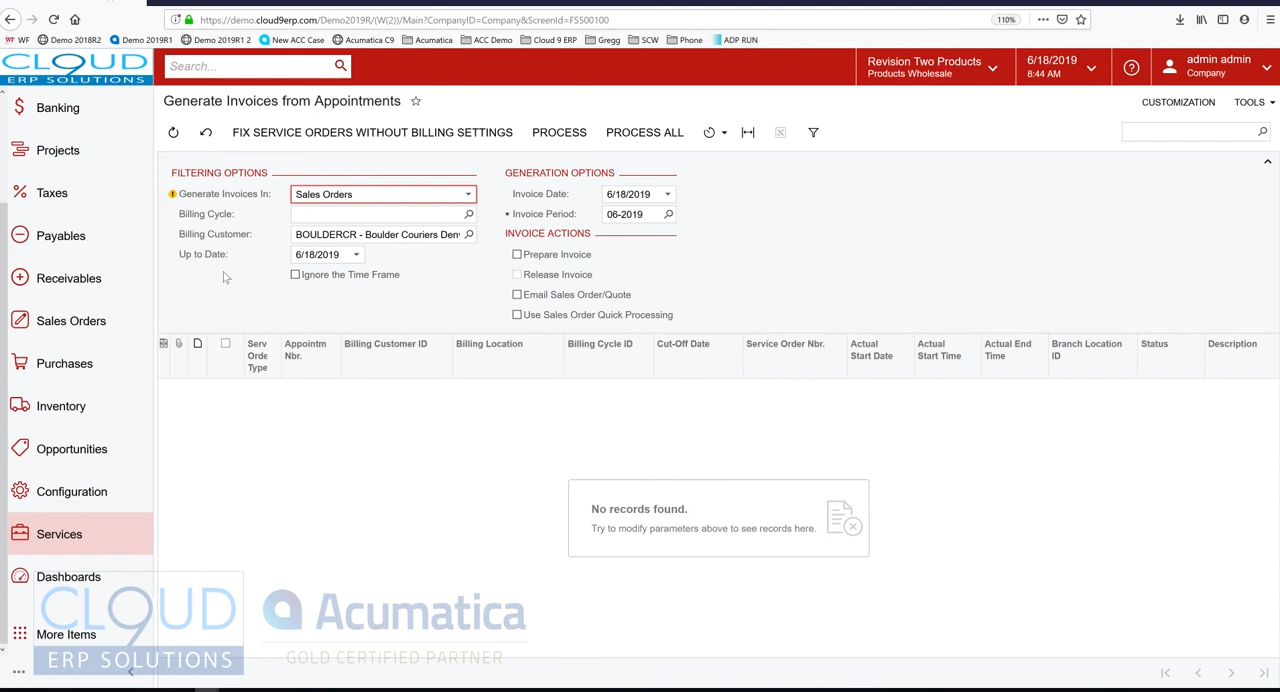 https://demo.cloud9erp.com/Demo2019R/(W(2))/Main?CompanyID=Company&ScreenId=FS500100
110%
WF
Demo 2018R2
Demo 2019R1
Demo 2019R1 2
New ACC Case
Acumatica C9
Acumatica
ACC Demo
Cloud 9 ERP
Gregg
SCW
Phone
ADP RUN
CLOUD
ERP SOLUTIONS
Search...
Revision Two Products
Products Wholesale
6/18/2019
8:44 AM
admin admin
Company
Banking
Projects
Taxes
Payables
Receivables
Sales Orders
Purchases
Inventory
Opportunities
Configuration
Services
Dashboards
More Items
Generate Invoices from Appointments
CUSTOMIZATION
TOOLS
FIX SERVICE ORDERS WITHOUT BILLING SETTINGS
PROCESS
PROCESS ALL
FILTERING OPTIONS
Generate Invoices In:
Sales Orders
Billing Cycle:
Billing Customer:
BOULDERCR - Boulder Couriers Den
Up to Date:
6/18/2019
Ignore the Time Frame
GENERATION OPTIONS
Invoice Date:
6/18/2019
Invoice Period:
06-2019
INVOICE ACTIONS
Prepare Invoice
Release Invoice
Email Sales Order/Quote
Use Sales Order Quick Processing
Serv Orde Type
Appointm Nbr.
Billing Customer ID
Billing Location
Billing Cycle ID
Cut-Off Date
Service Order Nbr.
Actual Start Date
Actual Start Time
Actual End Time
Branch Location ID
Status
Description
No records found.
Try to modify parameters above to see records here.
CLOUD
ERP SOLUTIONS
Acumatica
GOLD CERTIFIED PARTNER